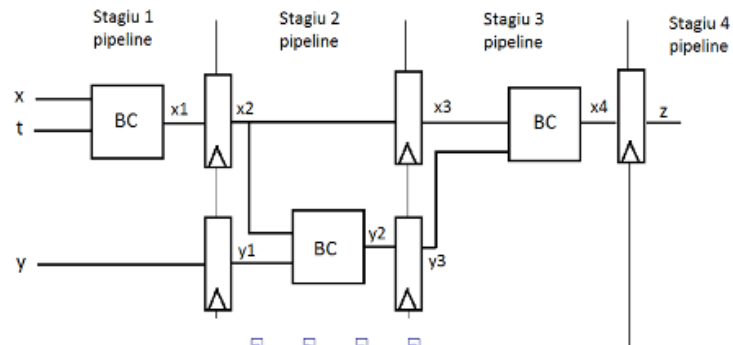 Stagiu 1
pipeline
Stagiu 2
pipeline
Stagiu 3
pipeline
Stagiu 4
pipeline
x
t
BC
x1
x2
x3
BC
x4
z
y
y1
BC
y2
y3